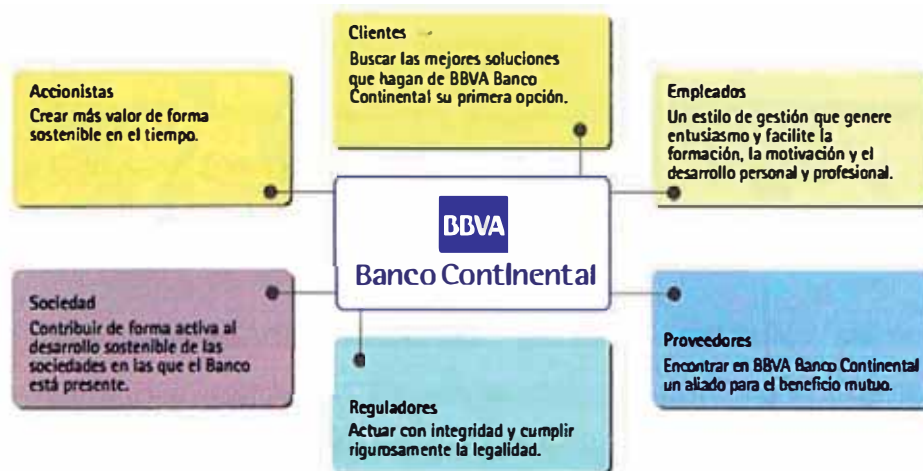 Clientes
Buscar las mejores soluciones
que hagan de BBVA Banco
Continental su primera opción.
Accionistas
Crear más valor de forma
sostenible en el tiempo.
Empleados
Un estilo de gestión que genere
entusiasmo y facilite la
formación, la motivación y el
desarrollo personal y profesional.
BBVA
Banco Continental
Sociedad
Contribuir de forma activa al
desarrollo sostenible de las
sociedades en las que el Banco
está presente.
Proveedores
Encontrar en BBVA Banco Continental
un aliado para el beneficio mutuo.
Reguladores
Actuar con integridad y cumplir
rigurosamente la legalidad.